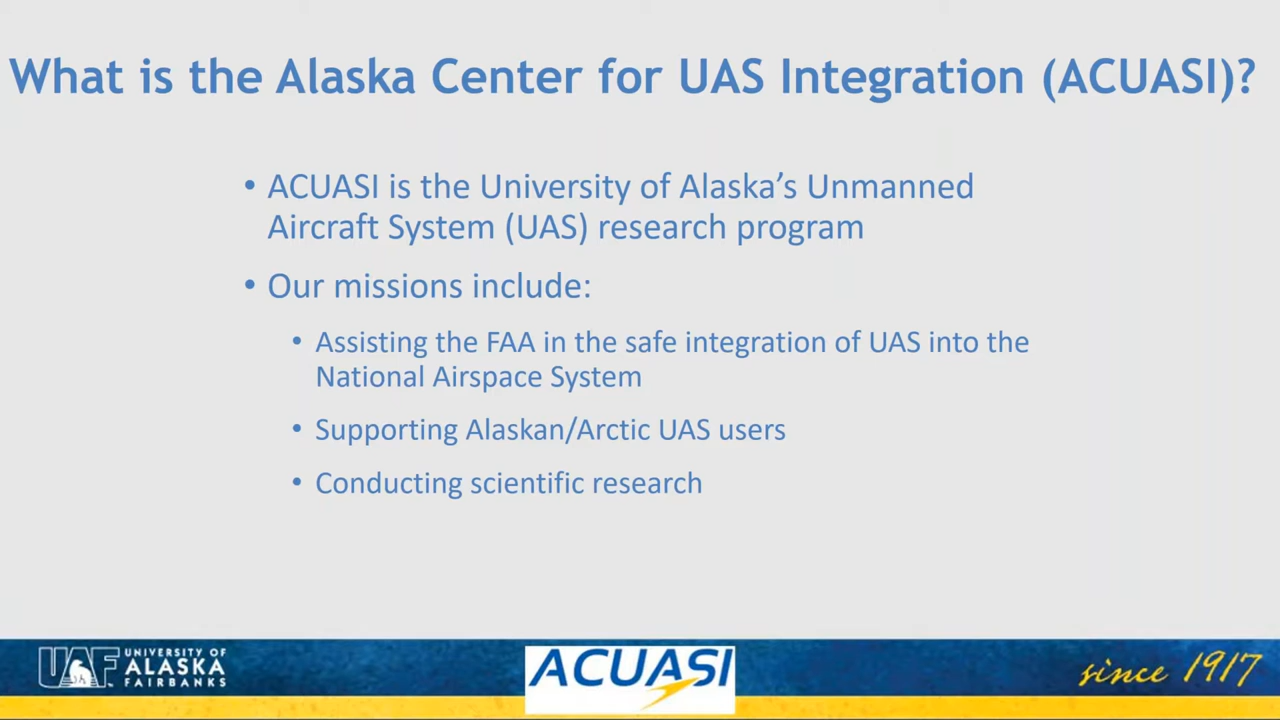 What is the Alaska Center for UAS Integration (ACUASI)?
• ACUASI is the University of Alaska’s Unmanned
Aircraft System (UAS) research program
• Our missions include:
• Assisting the FAA in the safe integration of UAS into the
National Airspace System
• Supporting Alaskan/Arctic UAS users
• Conducting scientific research
UAF
UNIVERSITY OF
ALASKA
FAIRBANKS
ACUASI
since 1917